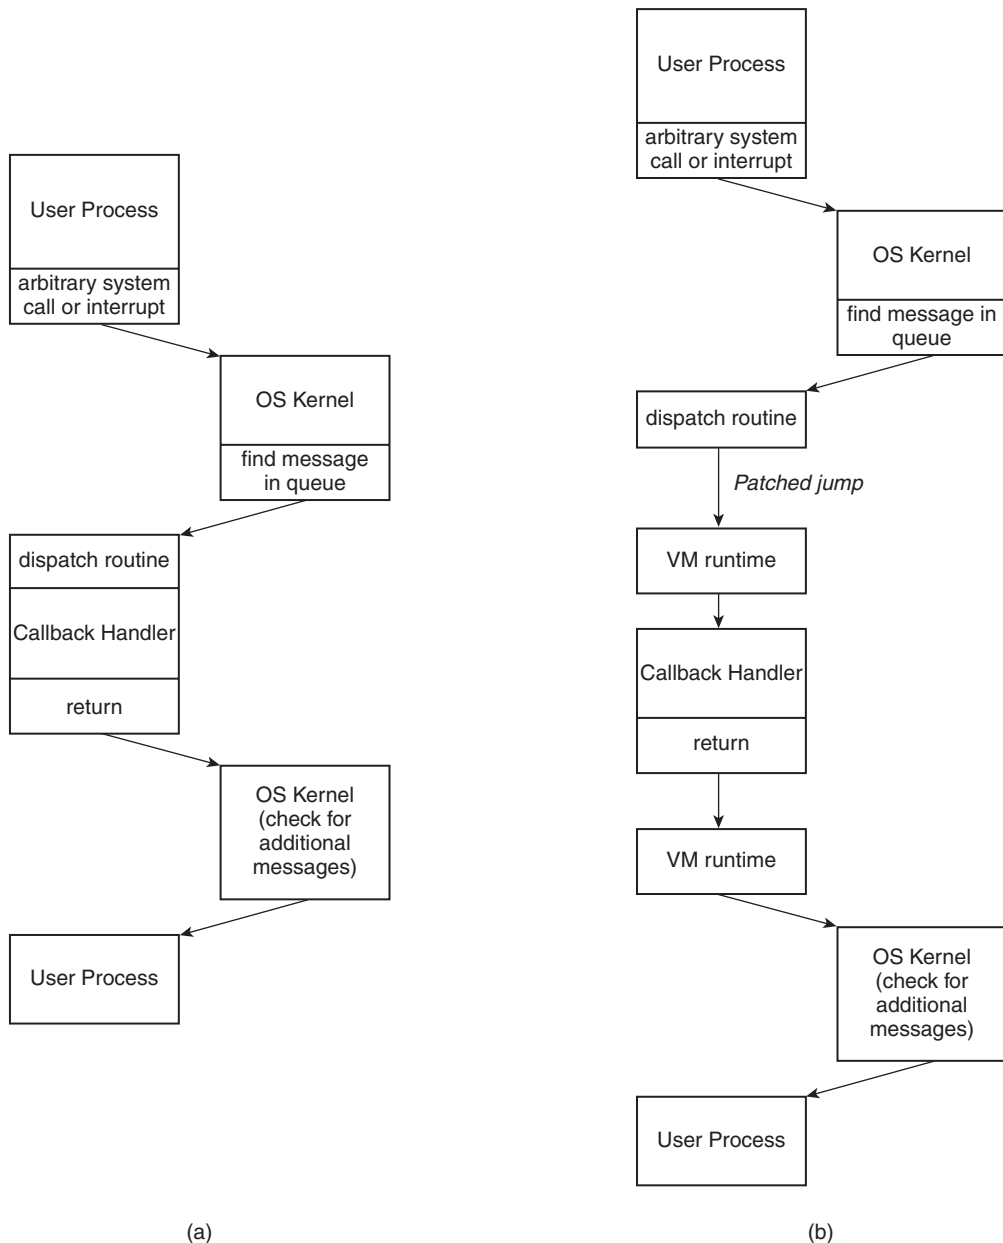 User Process
arbitrary system
call or interrupt
OS Kernel
find message
in queue
dispatch routine
Callback Handler
return
OS Kernel
(check for
additional
messages)
User Process
(a)
User Process
arbitrary system
call or interrupt
OS Kernel
find message in
queue
dispatch routine
Patched jump
VM runtime
Callback Handler
return
VM runtime
OS Kernel
(check for
additional
messages)
User Process
(b)